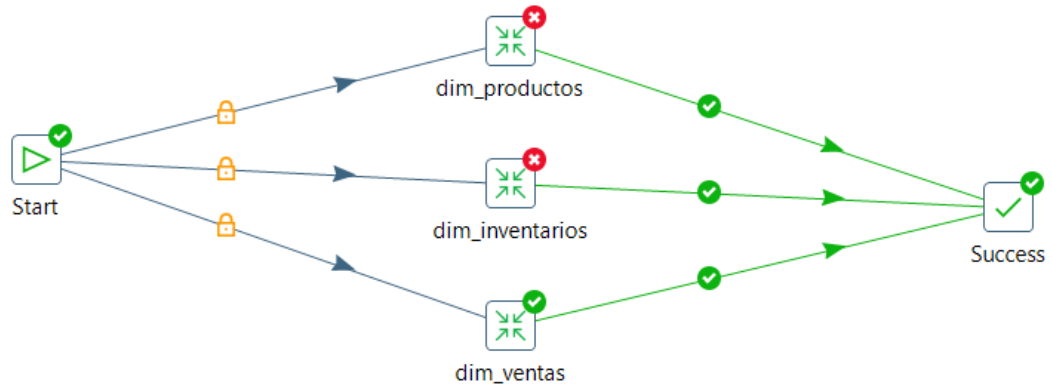 dim_productos
Start
dim_inventarios
Success
dim_ventas